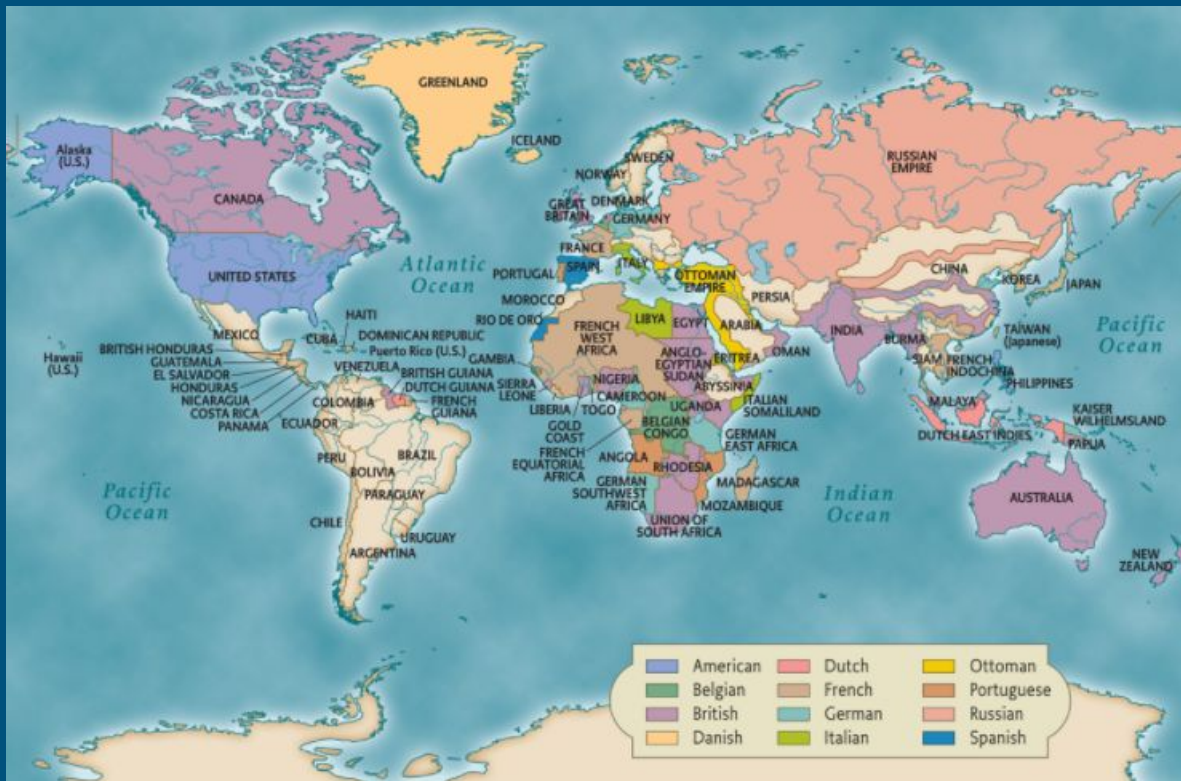 GREENLAND
ICELAND
Alaska
(U.S.)
CANADA
UNITED STATES
Atlantic
Ocean
MEXICO
CUBA
HAITI
DOMINICAN REPUBLIC
Puerto Rico (U.S.)
Hawaii
(U.S.)
BRITISH HONDURAS
GUATEMALA
EL SALVADOR
HONDURAS
NICARAGUA
COSTA RICA
PANAMA
VENEZUELA
BRITISH GUIANA
DUTCH GUIANA
FRENCH
GUIANA
COLOMBIA
ECUADOR
PERU
BRAZIL
BOLIVIA
PARAGUAY
CHILE
URUGUAY
ARGENTINA
Pacific
Ocean
SWEDEN
NORWAY
DENMARK
GREAT
BRITAIN
GERMANY
FRANCE
PORTUGAL
SPAIN
ITALY
OTTOMAN
EMPIRE
RUSSIAN
EMPIRE
MOROCCO
RIO DE ORO
LIBYA
EGYPT
FRENCH
WEST
AFRICA
GAMBIA
SIERRA
LEONE
LIBERIA
GOLD
COAST
TOGO
NIGERIA
CAMEROON
ANGLO-
EGYPTIAN
SUDAN
ERITREA
ABYSSINIA
ITALIAN
SOMALILAND
UGANDA
BELGIAN
CONGO
GERMAN
EAST AFRICA
FRENCH
EQUATORIAL
AFRICA
ANGOLA
RHODESIA
GERMAN
SOUTHWEST
AFRICA
MADAGASCAR
MOZAMBIQUE
UNION OF
SOUTH AFRICA
PERSIA
ARABIA
OMAN
INDIA
CHINA
KOREA
JAPAN
TAIWAN
(Japanese)
BURMA
SIAM
FRENCH
INDOCHINA
PHILIPPINES
MALAYA
DUTCH EAST INDIES
KAISER
WILHELMSLAND
PAPUA
Pacific
Ocean
Indian
Ocean
AUSTRALIA
NEW
ZEALAND
American
Belgian
British
Danish
Dutch
French
German
Italian
Ottoman
Portuguese
Russian
Spanish